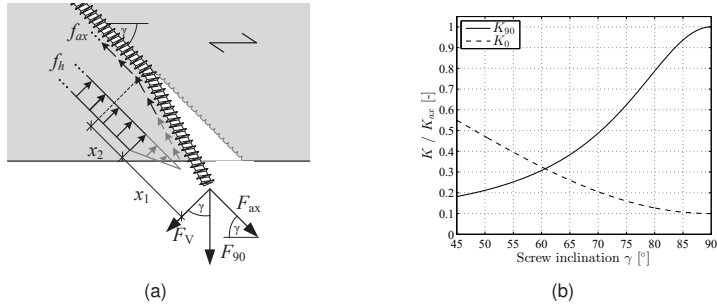 f_ax
γ
f_h
x_2
x_1
F_ax
γ
γ
F_V
F_90
(a)
K_90
K_0
K / K_ax [-]
1
0.9
0.8
0.7
0.6
0.5
0.4
0.3
0.2
0.1
0
45 50 55 60 65 70 75 80 85 90
Screw inclination γ [°]
(b)